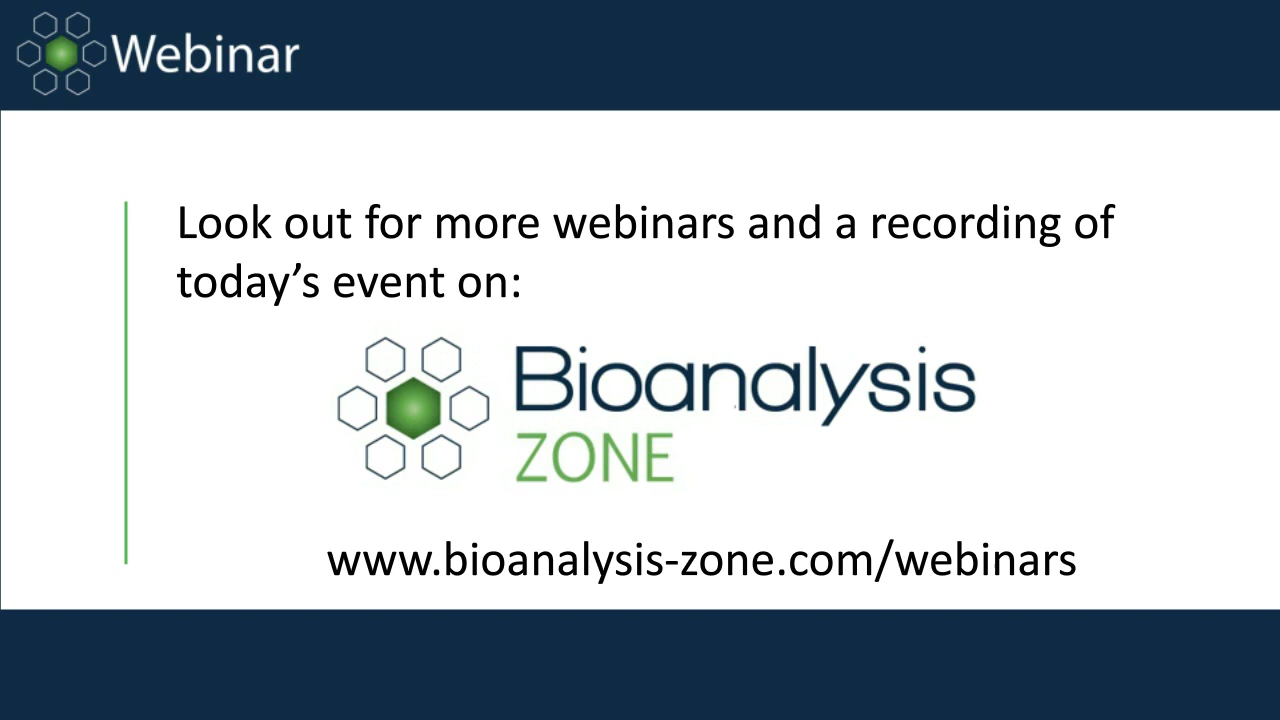 Webinar
Look out for more webinars and a recording of
today’s event on:
Bioanalysis
ZONE
www.bioanalysis-zone.com/webinars